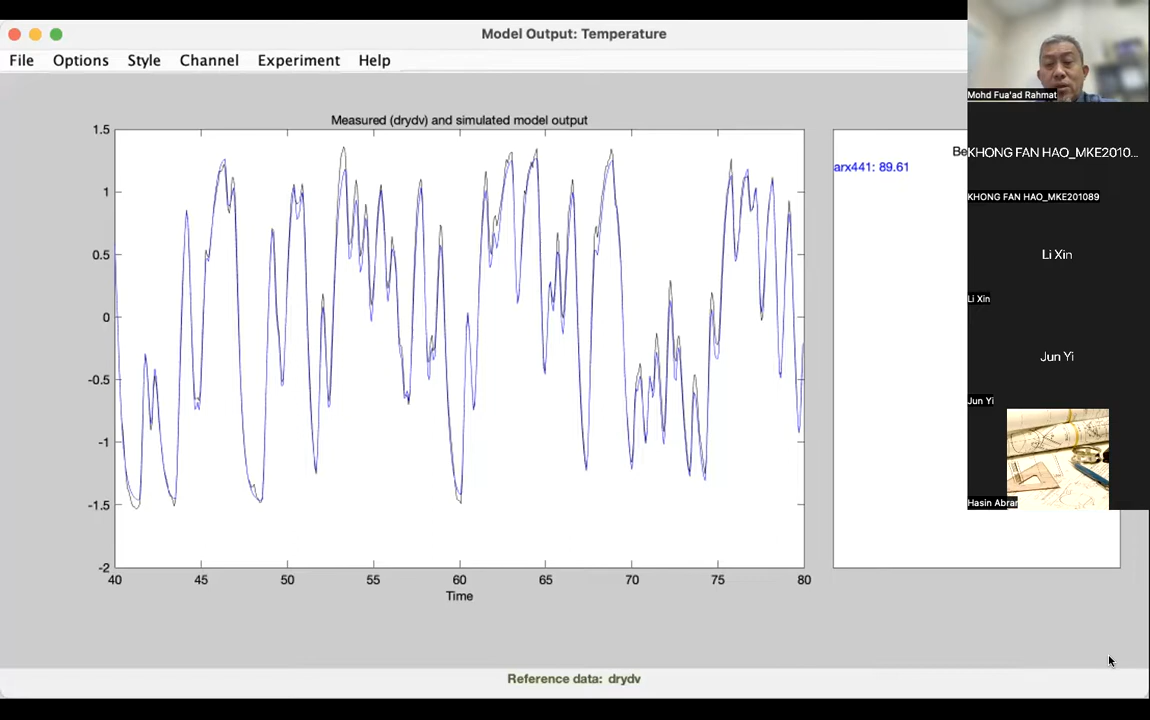 Model Output: Temperature
File Options Style Channel Experiment Help
Measured (drydv) and simulated model output
1.5
1
0.5
0
-0.5
-1
-1.5
-2
40 45 50 55 60 65 70 75 80
Time
Be
arx441: 89.61
Mohd Fua'ad Rahmat
KHONG FAN HAO_MKE2010...
KHONG FAN HAO_MKE201089
Li Xin
Li Xin
Jun Yi
Jun Yi
Hasin Abrar
Reference data: drydv